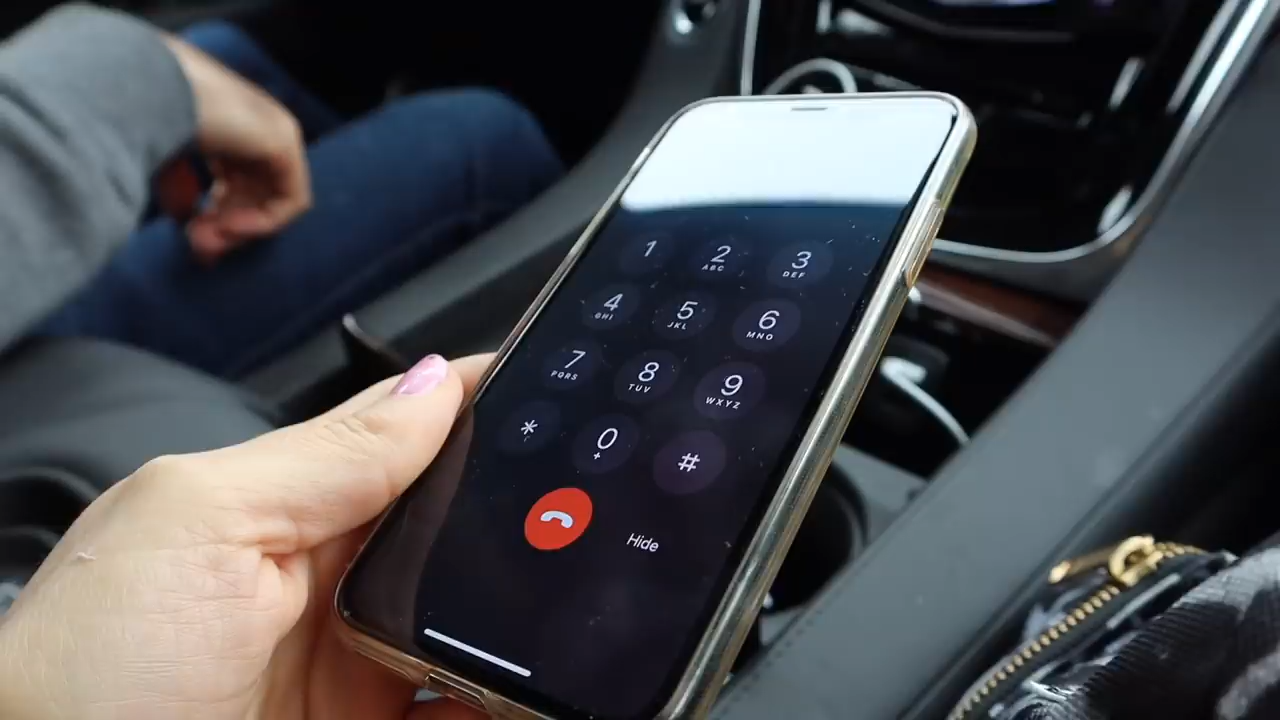 1 2 3
ABC DEF
4 5 6
GHI JKL MNO
7 8 9
PQRS TUV WXYZ
* 0 #
+
Hide